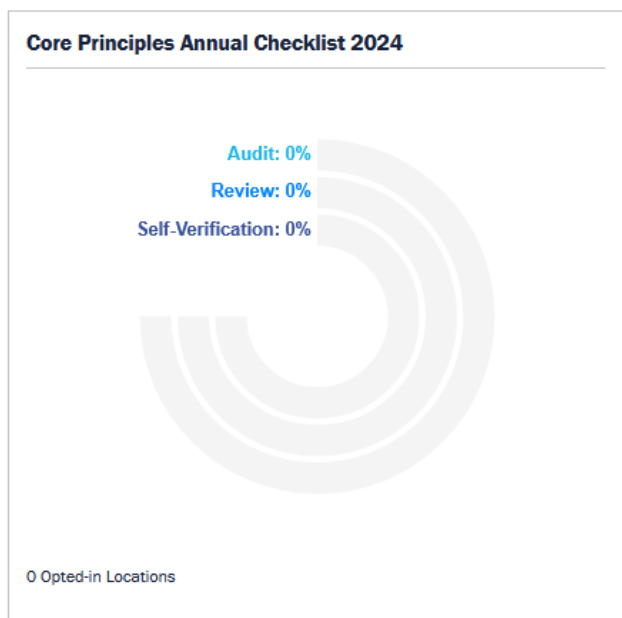 Core Principles Annual Checklist 2024
Audit: 0%
Review: 0%
Self-Verification: 0%
0 Opted-in Locations